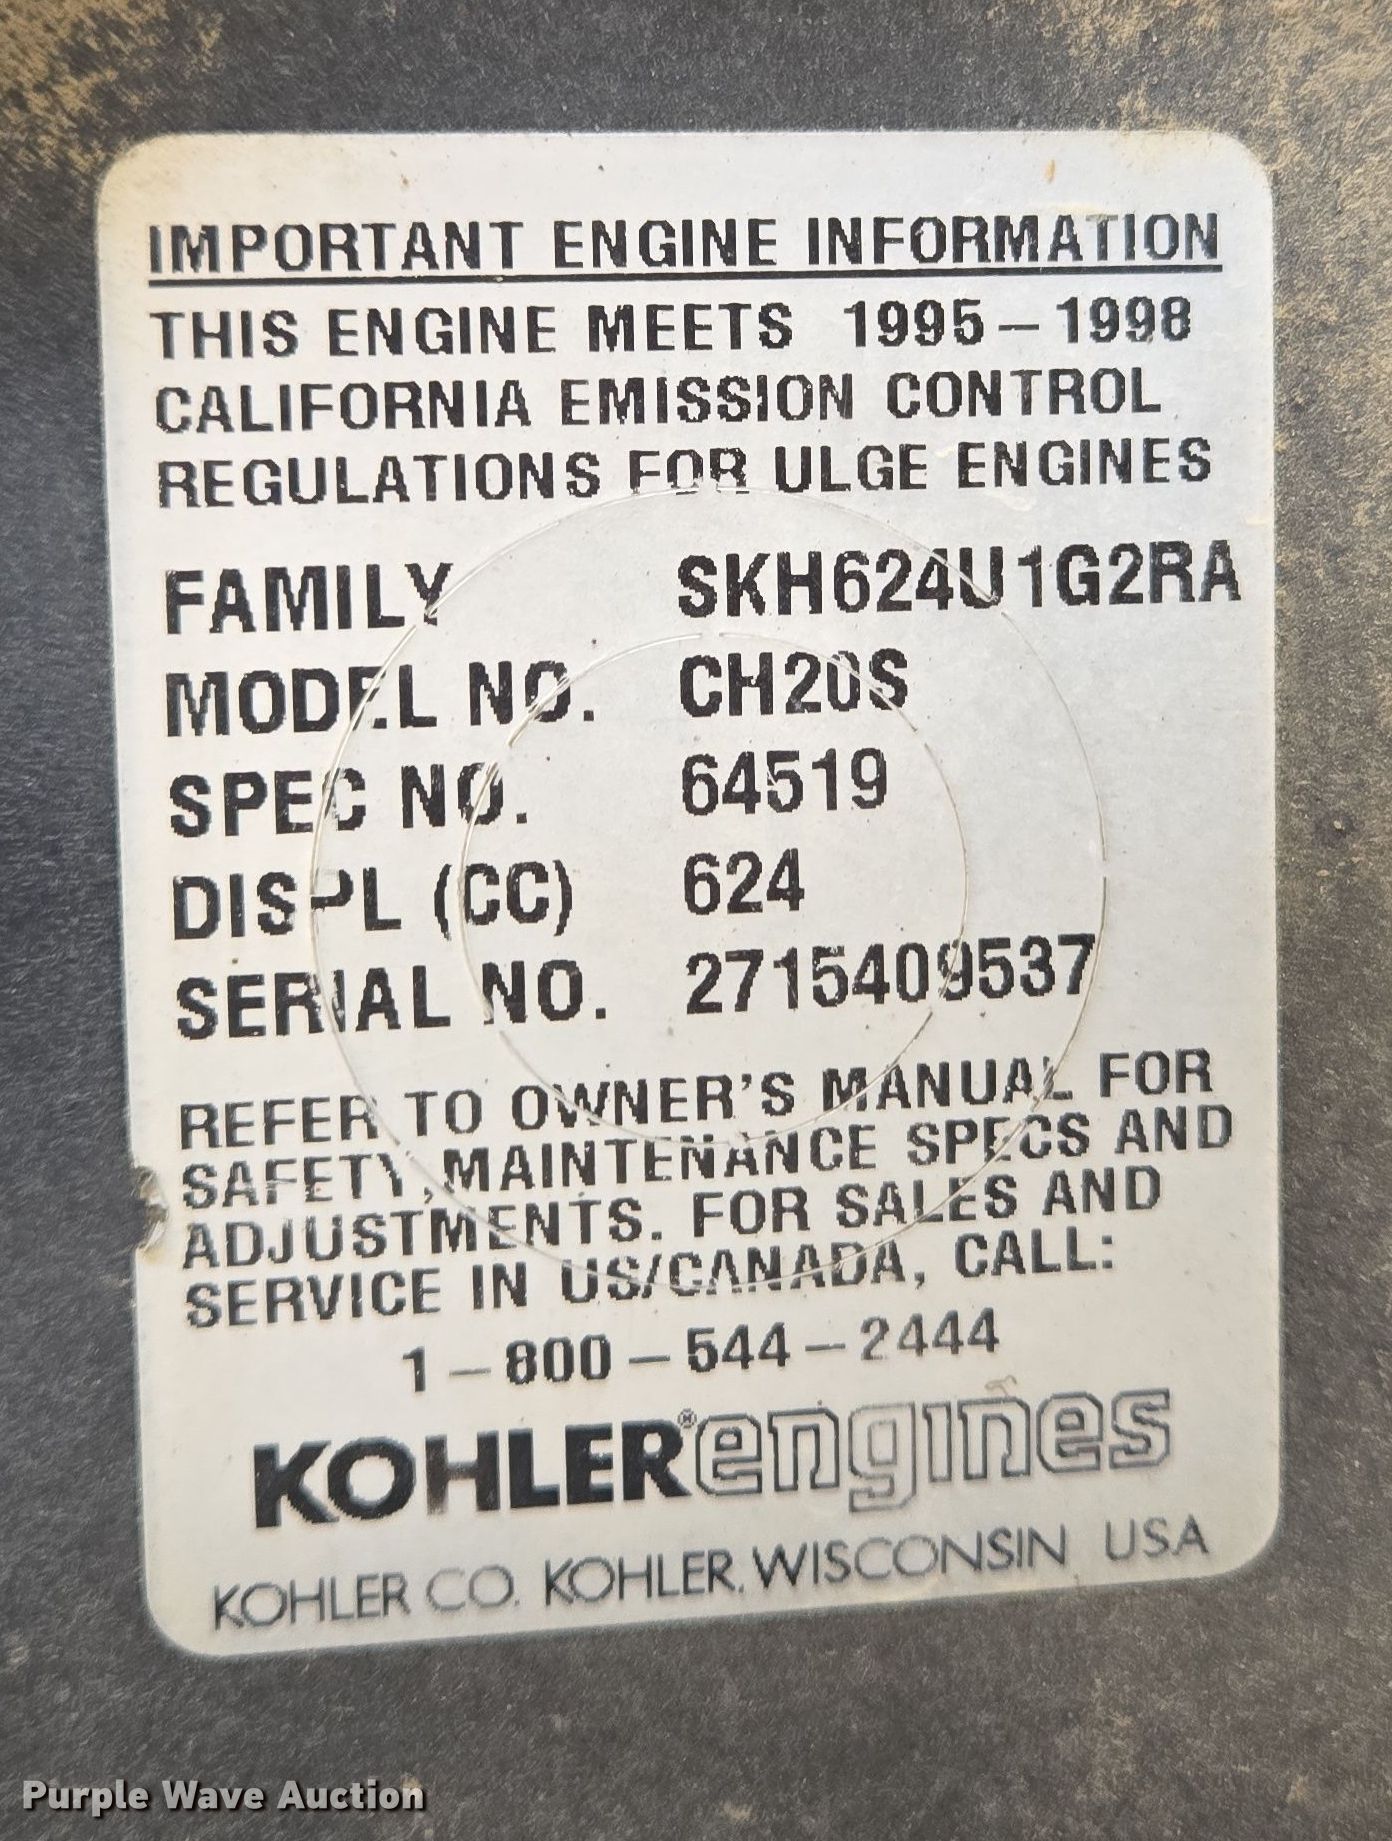 IMPORTANT ENGINE INFORMATION
THIS ENGINE MEETS 1995-1998
CALIFORNIA EMISSION CONTROL
REGULATIONS FOR ULGE ENGINES
FAMILY SKH624U1G2RA
MODEL NO. CH20S
SPEC NO. 64519
DISPL (CC) 624
SERIAL NO. 2715409537
REFER TO OWNER'S MANUAL FOR
SAFETY, MAINTENANCE SPECS AND
ADJUSTMENTS. FOR SALES AND
SERVICE IN US/CANADA, CALL:
1-800-544-2444
KOHLER® engines
KOHLER CO. KOHLER, WISCONSIN USA
Purple Wave Auction